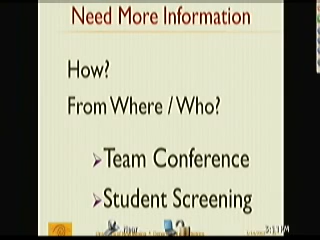 Need More Information
How?
From Where / Who?
Team Conference
Student Screening